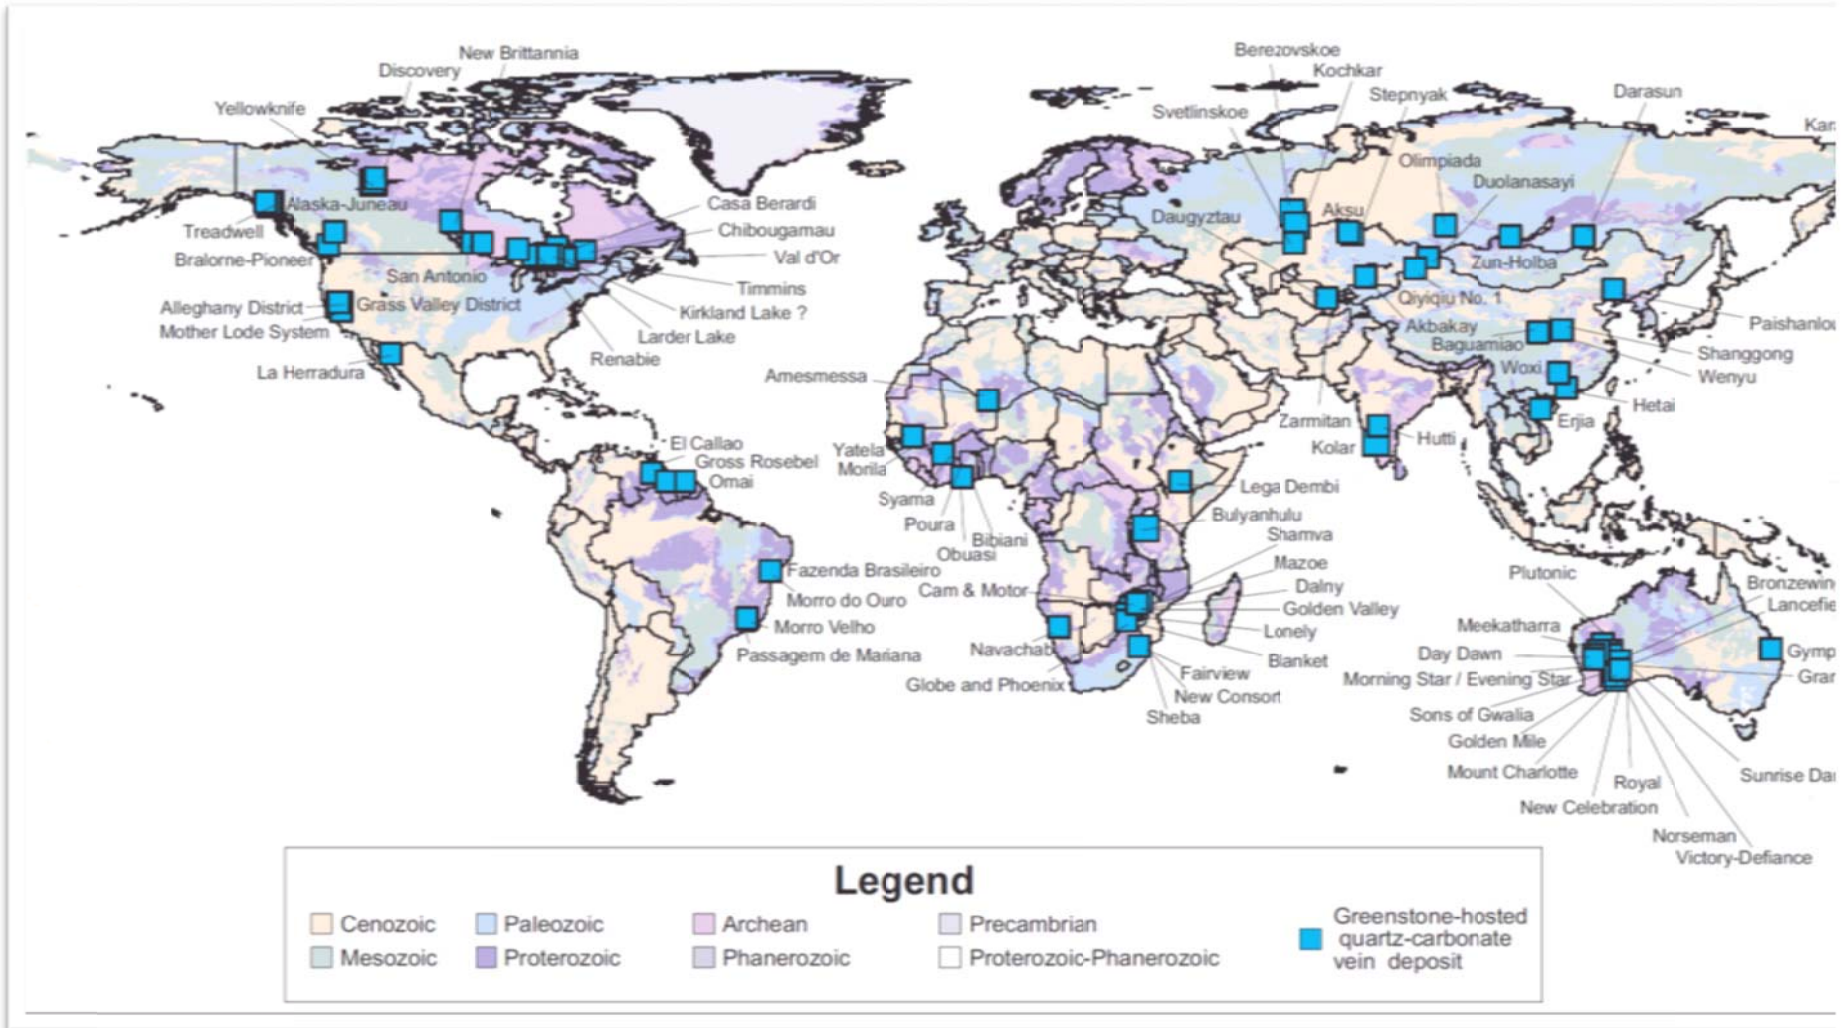 New Brittannia
Discovery
Yellowknife
Alaska-Juneau
Treadwell
Bralorne-Pioneer
San Antonio
Alleghany District
Grass Valley District
Mother Lode System
La Herradura
Casa Berardi
Chibougamau
Val d'Or
Timmins
Kirkland Lake ?
Larder Lake
Renabie
El Callao
Gross Rosebel
Omai
Fazenda Brasileiro
Morro do Ouro
Morro Velho
Passagem de Mariana
Amesmessa
Yatela
Morila
Syama
Poura
Obuasi
Bibiani
Lega Dembi
Bulyanhulu
Shamva
Mazoe
Dalny
Cam & Motor
Golden Valley
Lonely
Blanket
Navachab
Globe and Phoenix
Fairview
New Consort
Sheba
Berezovskoe
Kochkar
Stepnyak
Svetlinskoe
Darasun
Kar
Olimpiada
Duolanasayi
Daugyztau
Aksu
Zun-Holba
Qiyiqiu No. 1
Akbakay
Baguamiao
Woxi
Paishanlou
Shanggong
Wenyu
Hetai
Erjia
Zarmitan
Kolar
Hutti
Plutonic
Bronzewin
Lancefie
Meekatharra
Day Dawn
Morning Star / Evening Star
Gymp
Gran
Sons of Gwalia
Golden Mile
Mount Charlotte
New Celebration
Royal
Sunrise Da
Norseman
Victory-Defiance
Legend
Cenozoic
Paleozoic
Archean
Precambrian
Mesozoic
Proterozoic
Phanerozoic
Proterozoic-Phanerozoic
Greenstone-hosted
quartz-carbonate
vein deposit